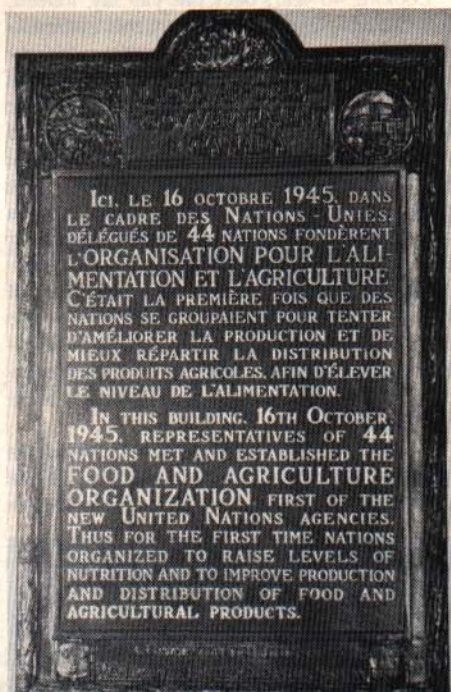 ICI, LE 16 OCTOBRE 1945, DANS
LE CADRE DES NATIONS-UNIES,
DÉLÉGUÉS DE 44 NATIONS FONDÈRENT
L'ORGANISATION POUR L'ALI-
MENTATION ET L'AGRICULTURE
C'ÉTAIT LA PREMIÈRE FOIS QUE DES
NATIONS SE GROUPAIENT POUR TENTER
D'AMÉLIORER LA PRODUCTION ET DE
MIEUX RÉPARTIR LA DISTRIBUTION
DES PRODUITS AGRICOLES, AFIN D'ÉLEVER
LE NIVEAU DE L'ALIMENTATION.
IN THIS BUILDING, 16TH OCTOBER,
1945, REPRESENTATIVES OF 44
NATIONS MET AND ESTABLISHED THE
FOOD AND AGRICULTURE
ORGANIZATION, FIRST OF THE
NEW UNITED NATIONS AGENCIES.
THUS FOR THE FIRST TIME NATIONS
ORGANIZED TO RAISE LEVELS OF
NUTRITION AND TO IMPROVE PRODUCTION
AND DISTRIBUTION OF FOOD AND
AGRICULTURAL PRODUCTS.